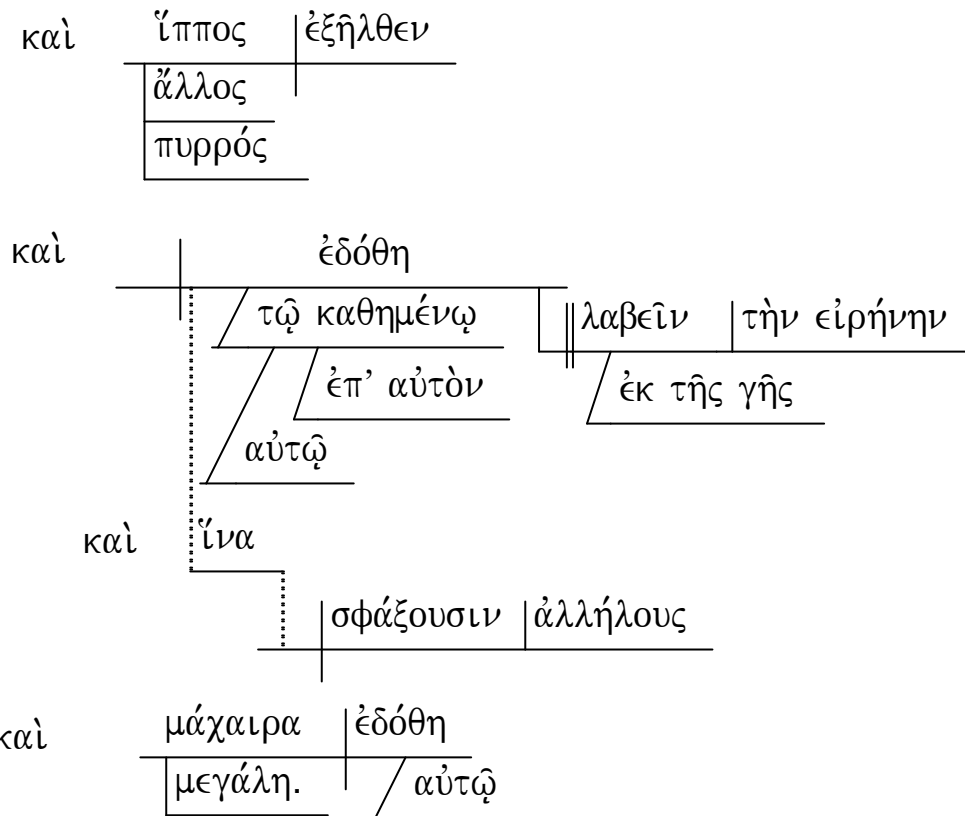 καὶ ἵππος ἐξῆλθεν
ἄλλος
πυρρός
καὶ ἐδόθη
τῷ καθημένῳ λαβεῖν τὴν εἰρήνην
ἐπ’ αὐτὸν ἐκ τῆς γῆς
αὐτῷ
καὶ ἵνα
σφάξουσιν ἀλλήλους
καὶ μάχαιρα ἐδόθη
μεγάλη. αὐτῷ